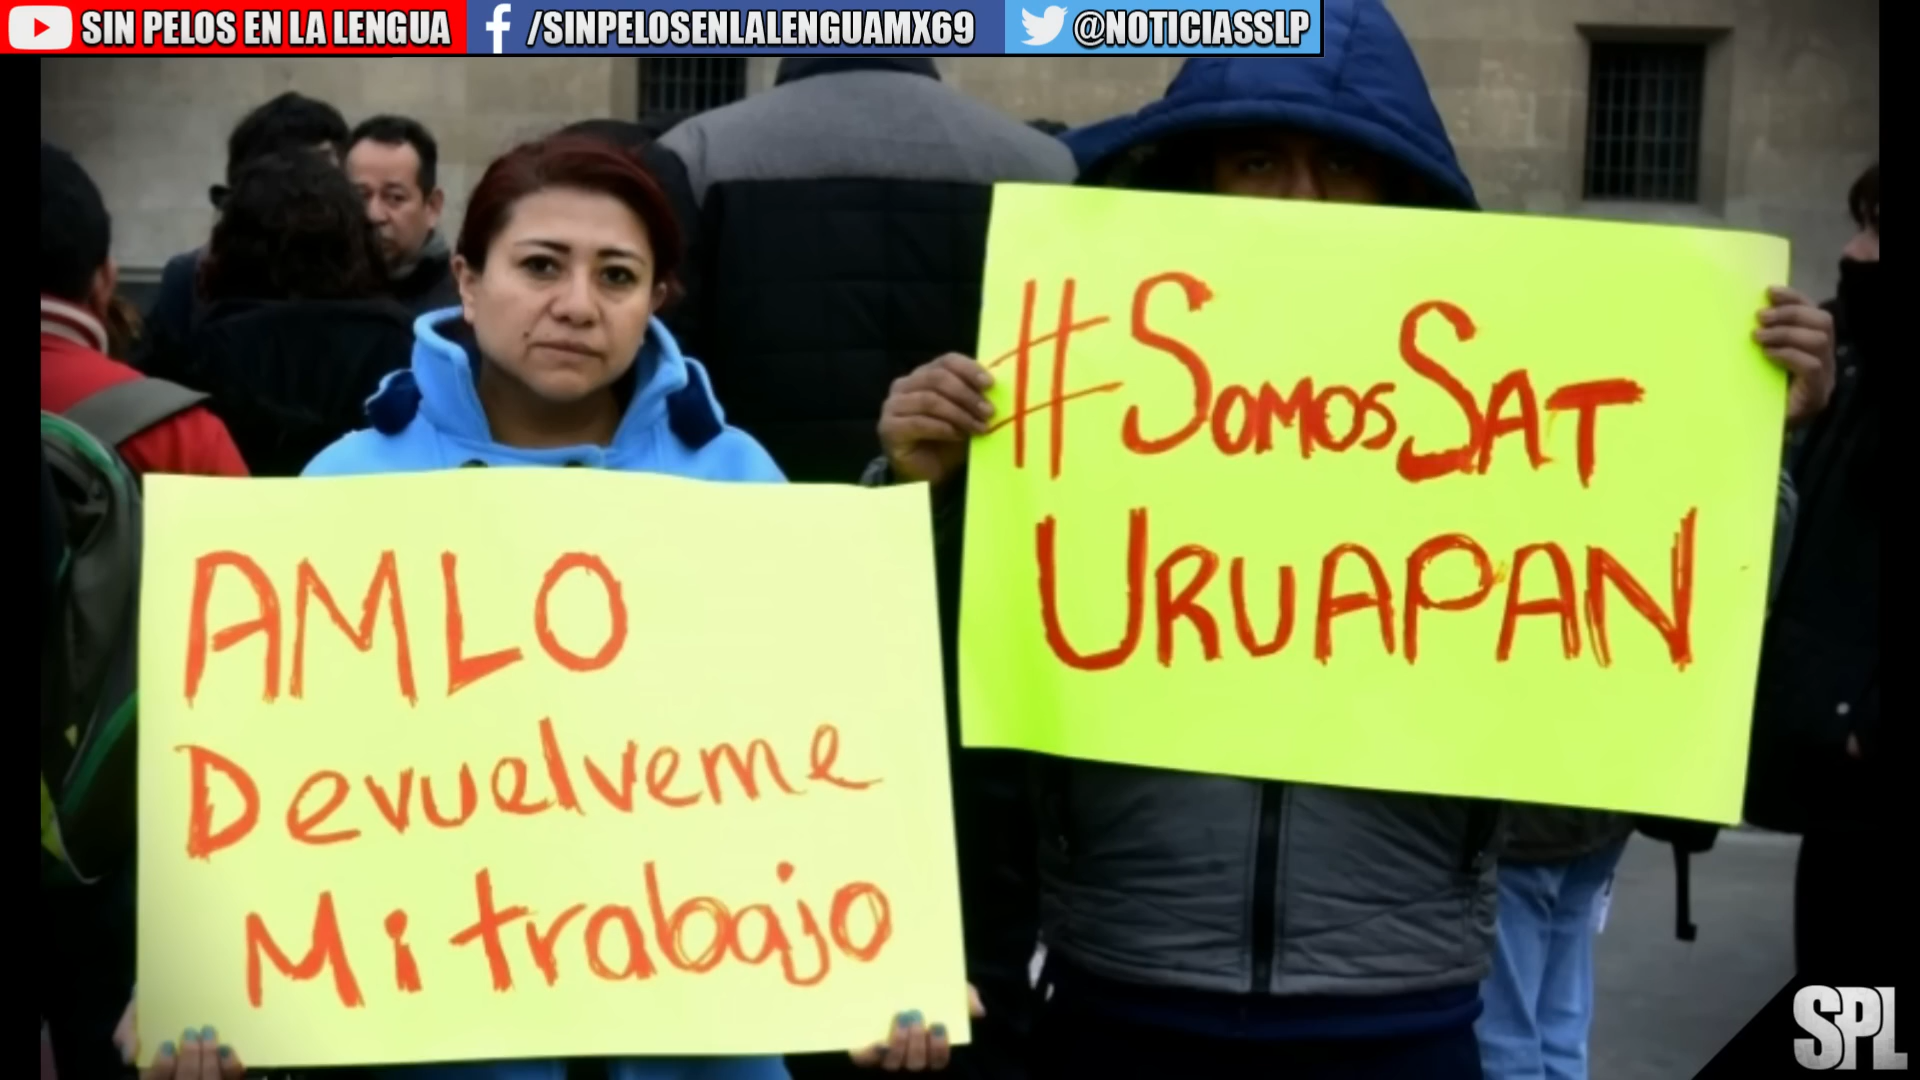 SIN PELOS EN LA LENGUA
/SINPELOSENLALENGUAMX69
@NOTICIASSLP
#SOMOSSAT
URUAPAN
AMLO
Devuelveme
Mi trabajo
SPL